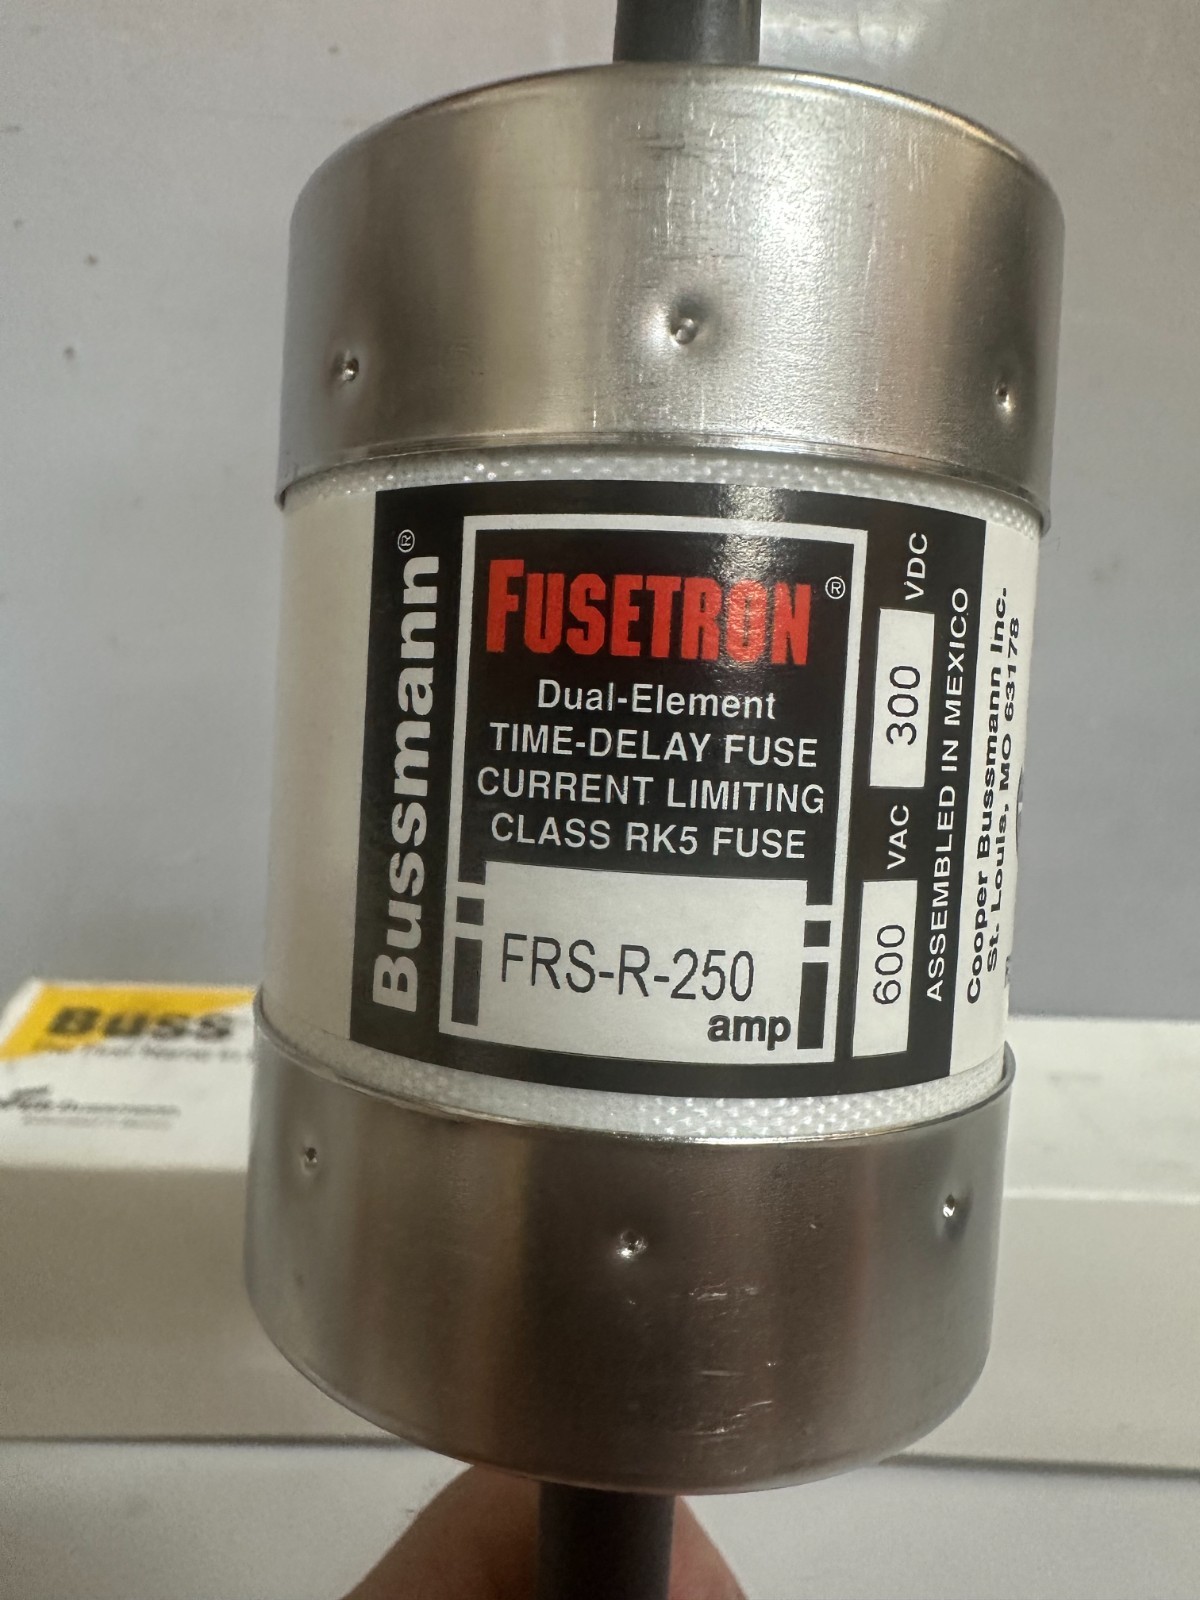 Bussmann®
FUSETRON®
Dual-Element
TIME-DELAY FUSE
CURRENT LIMITING
CLASS RK5 FUSE
FRS-R-250
amp
600 VAC 300 VDC
ASSEMBLED IN MEXICO
Cooper Bussmann Inc.
St. Louis, MO 63178
Buss